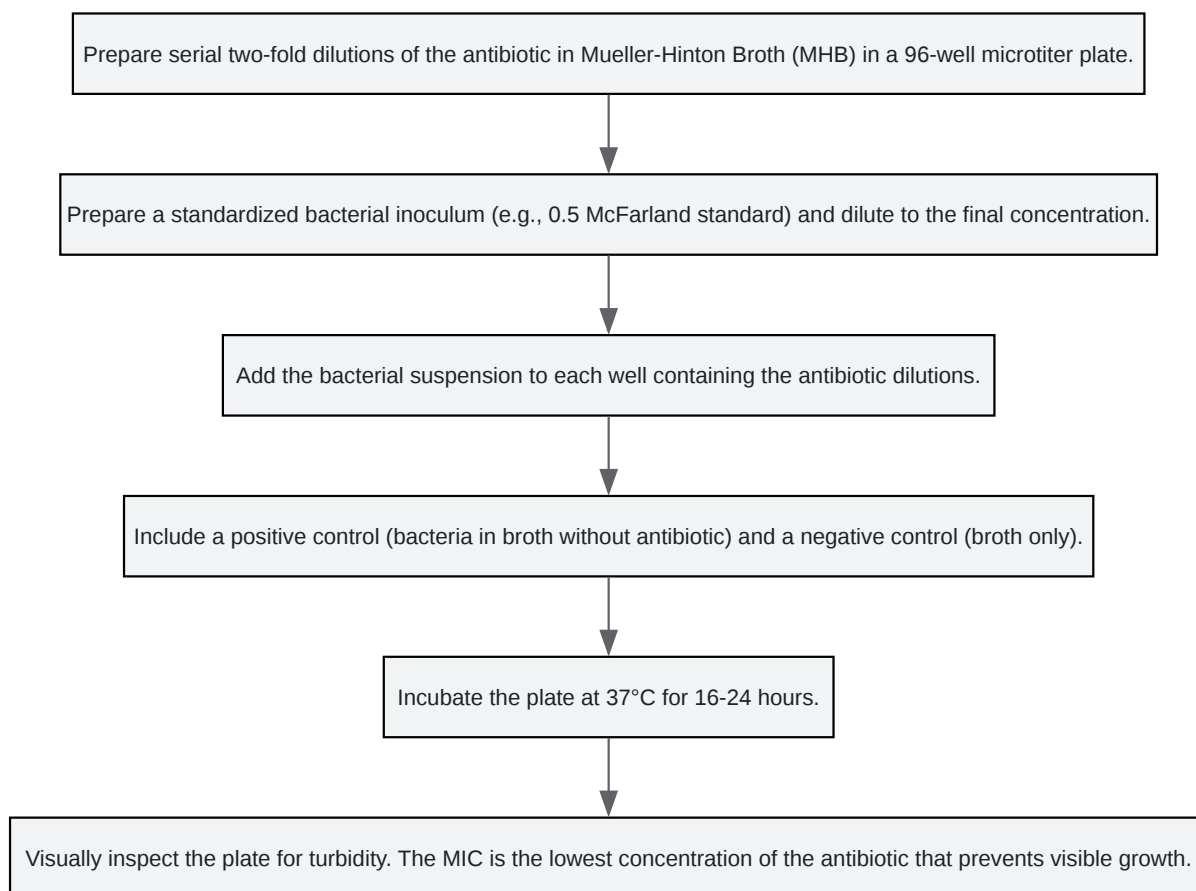 Prepare serial two-fold dilutions of the antibiotic in Mueller-Hinton Broth (MHB) in a 96-well microtiter plate.
Prepare a standardized bacterial inoculum (e.g., 0.5 McFarland standard) and dilute to the final concentration.
Add the bacterial suspension to each well containing the antibiotic dilutions.
Include a positive control (bacteria in broth without antibiotic) and a negative control (broth only).
Incubate the plate at 37°C for 16-24 hours.
Visually inspect the plate for turbidity. The MIC is the lowest concentration of the antibiotic that prevents visible growth.